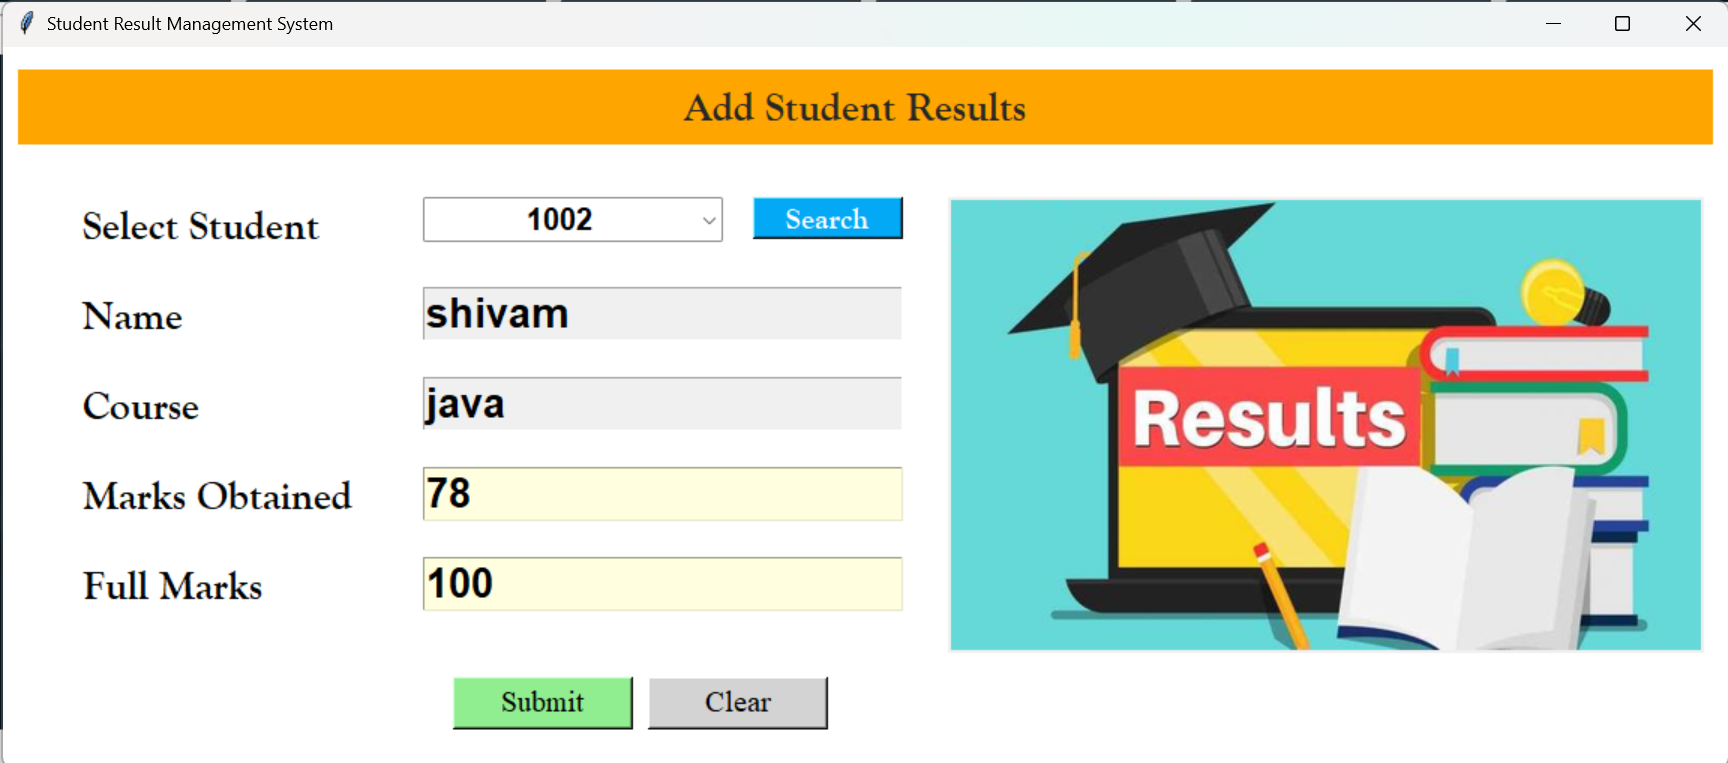 Student Result Management System
Add Student Results
Select Student 1002 Search
Name shivam
Course java
Marks Obtained 78
Full Marks 100
Results
Submit Clear